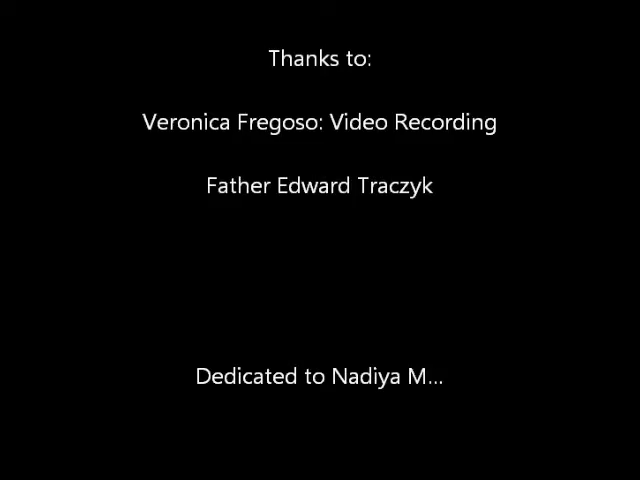 Thanks to:
Veronica Fregoso: Video Recording
Father Edward Traczyk
Dedicated to Nadiya M...